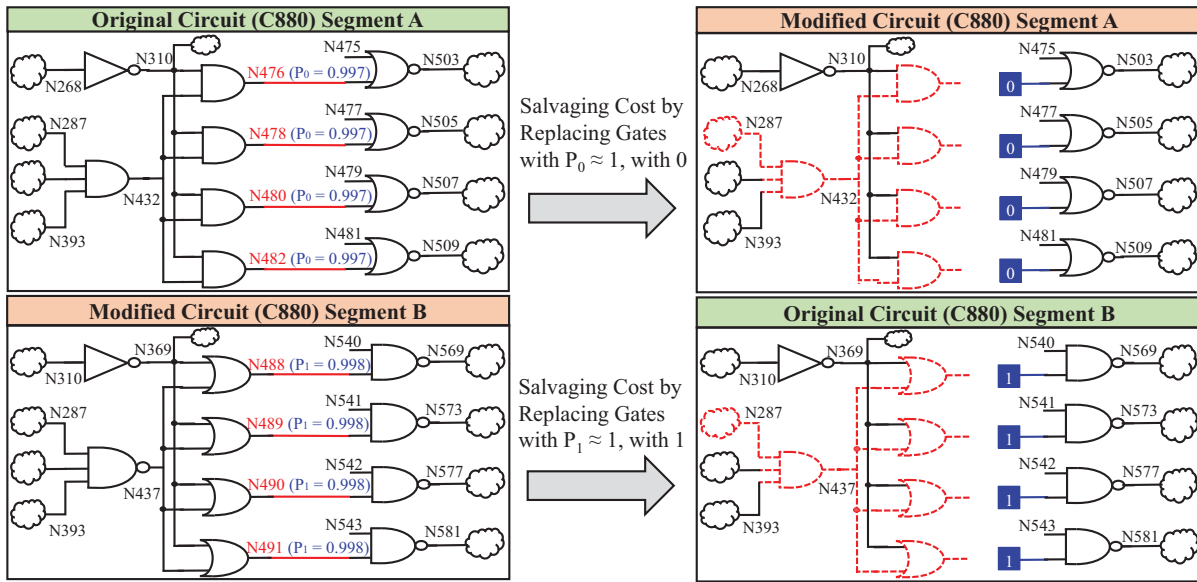 Original Circuit (C880) Segment A
N475
N310
N476 (P0 = 0.997)
N503
N268
N477
N287
N478 (P0 = 0.997)
N505
N479
N480 (P0 = 0.997)
N507
N432
N481
N393
N509
N482 (P0 = 0.997)
Salvaging Cost by
Replacing Gates
with P0 ≈ 1, with 0
Modified Circuit (C880) Segment A
N475
N310
N503
N268
0
N477
N287
N505
0
N479
N507
N432
0
N481
N393
N509
0
Modified Circuit (C880) Segment B
N540
N369
N569
N488 (P1 = 0.998)
N310
N541
N287
N573
N489 (P1 = 0.998)
N542
N577
N490 (P1 = 0.998)
N437
N543
N393
N581
N491 (P1 = 0.998)
Salvaging Cost by
Replacing Gates
with P1 ≈ 1, with 1
Original Circuit (C880) Segment B
N540
N369
N569
N310
1
N541
N287
N573
1
N542
N577
N437
1
N543
N393
N581
1